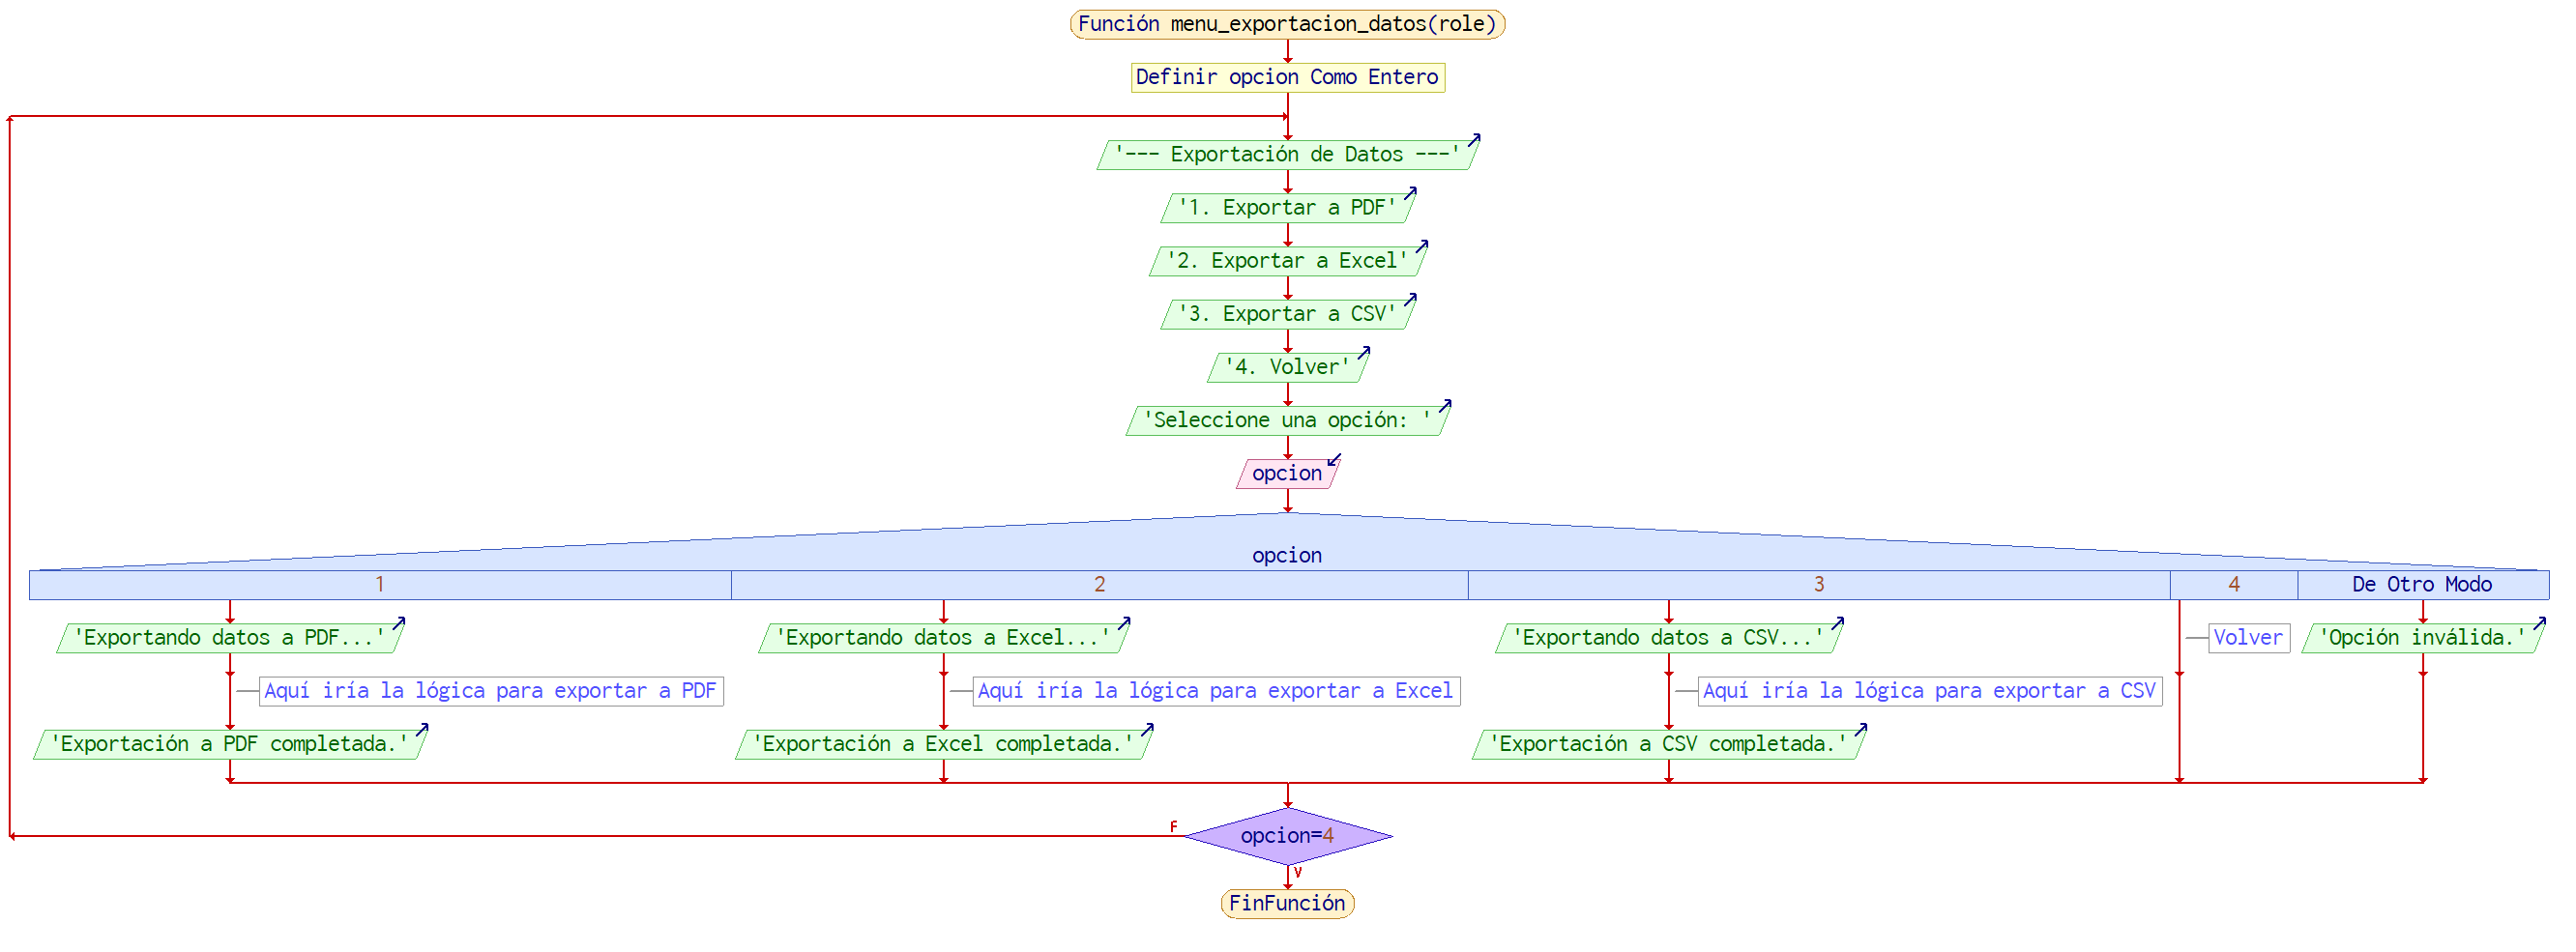 Función menu_exportacion_datos(role)
Definir opcion Como Entero
'--- Exportación de Datos ---'
'1. Exportar a PDF'
'2. Exportar a Excel'
'3. Exportar a CSV'
'4. Volver'
'Seleccione una opción: '
opcion
opcion
1 2 3 4 De Otro Modo
'Exportando datos a PDF...' 'Exportando datos a Excel...' 'Exportando datos a CSV...' Volver 'Opción inválida.'
Aquí iría la lógica para exportar a PDF Aquí iría la lógica para exportar a Excel Aquí iría la lógica para exportar a CSV
'Exportación a PDF completada.' 'Exportación a Excel completada.' 'Exportación a CSV completada.'
F
opcion=4
V
FinFunción